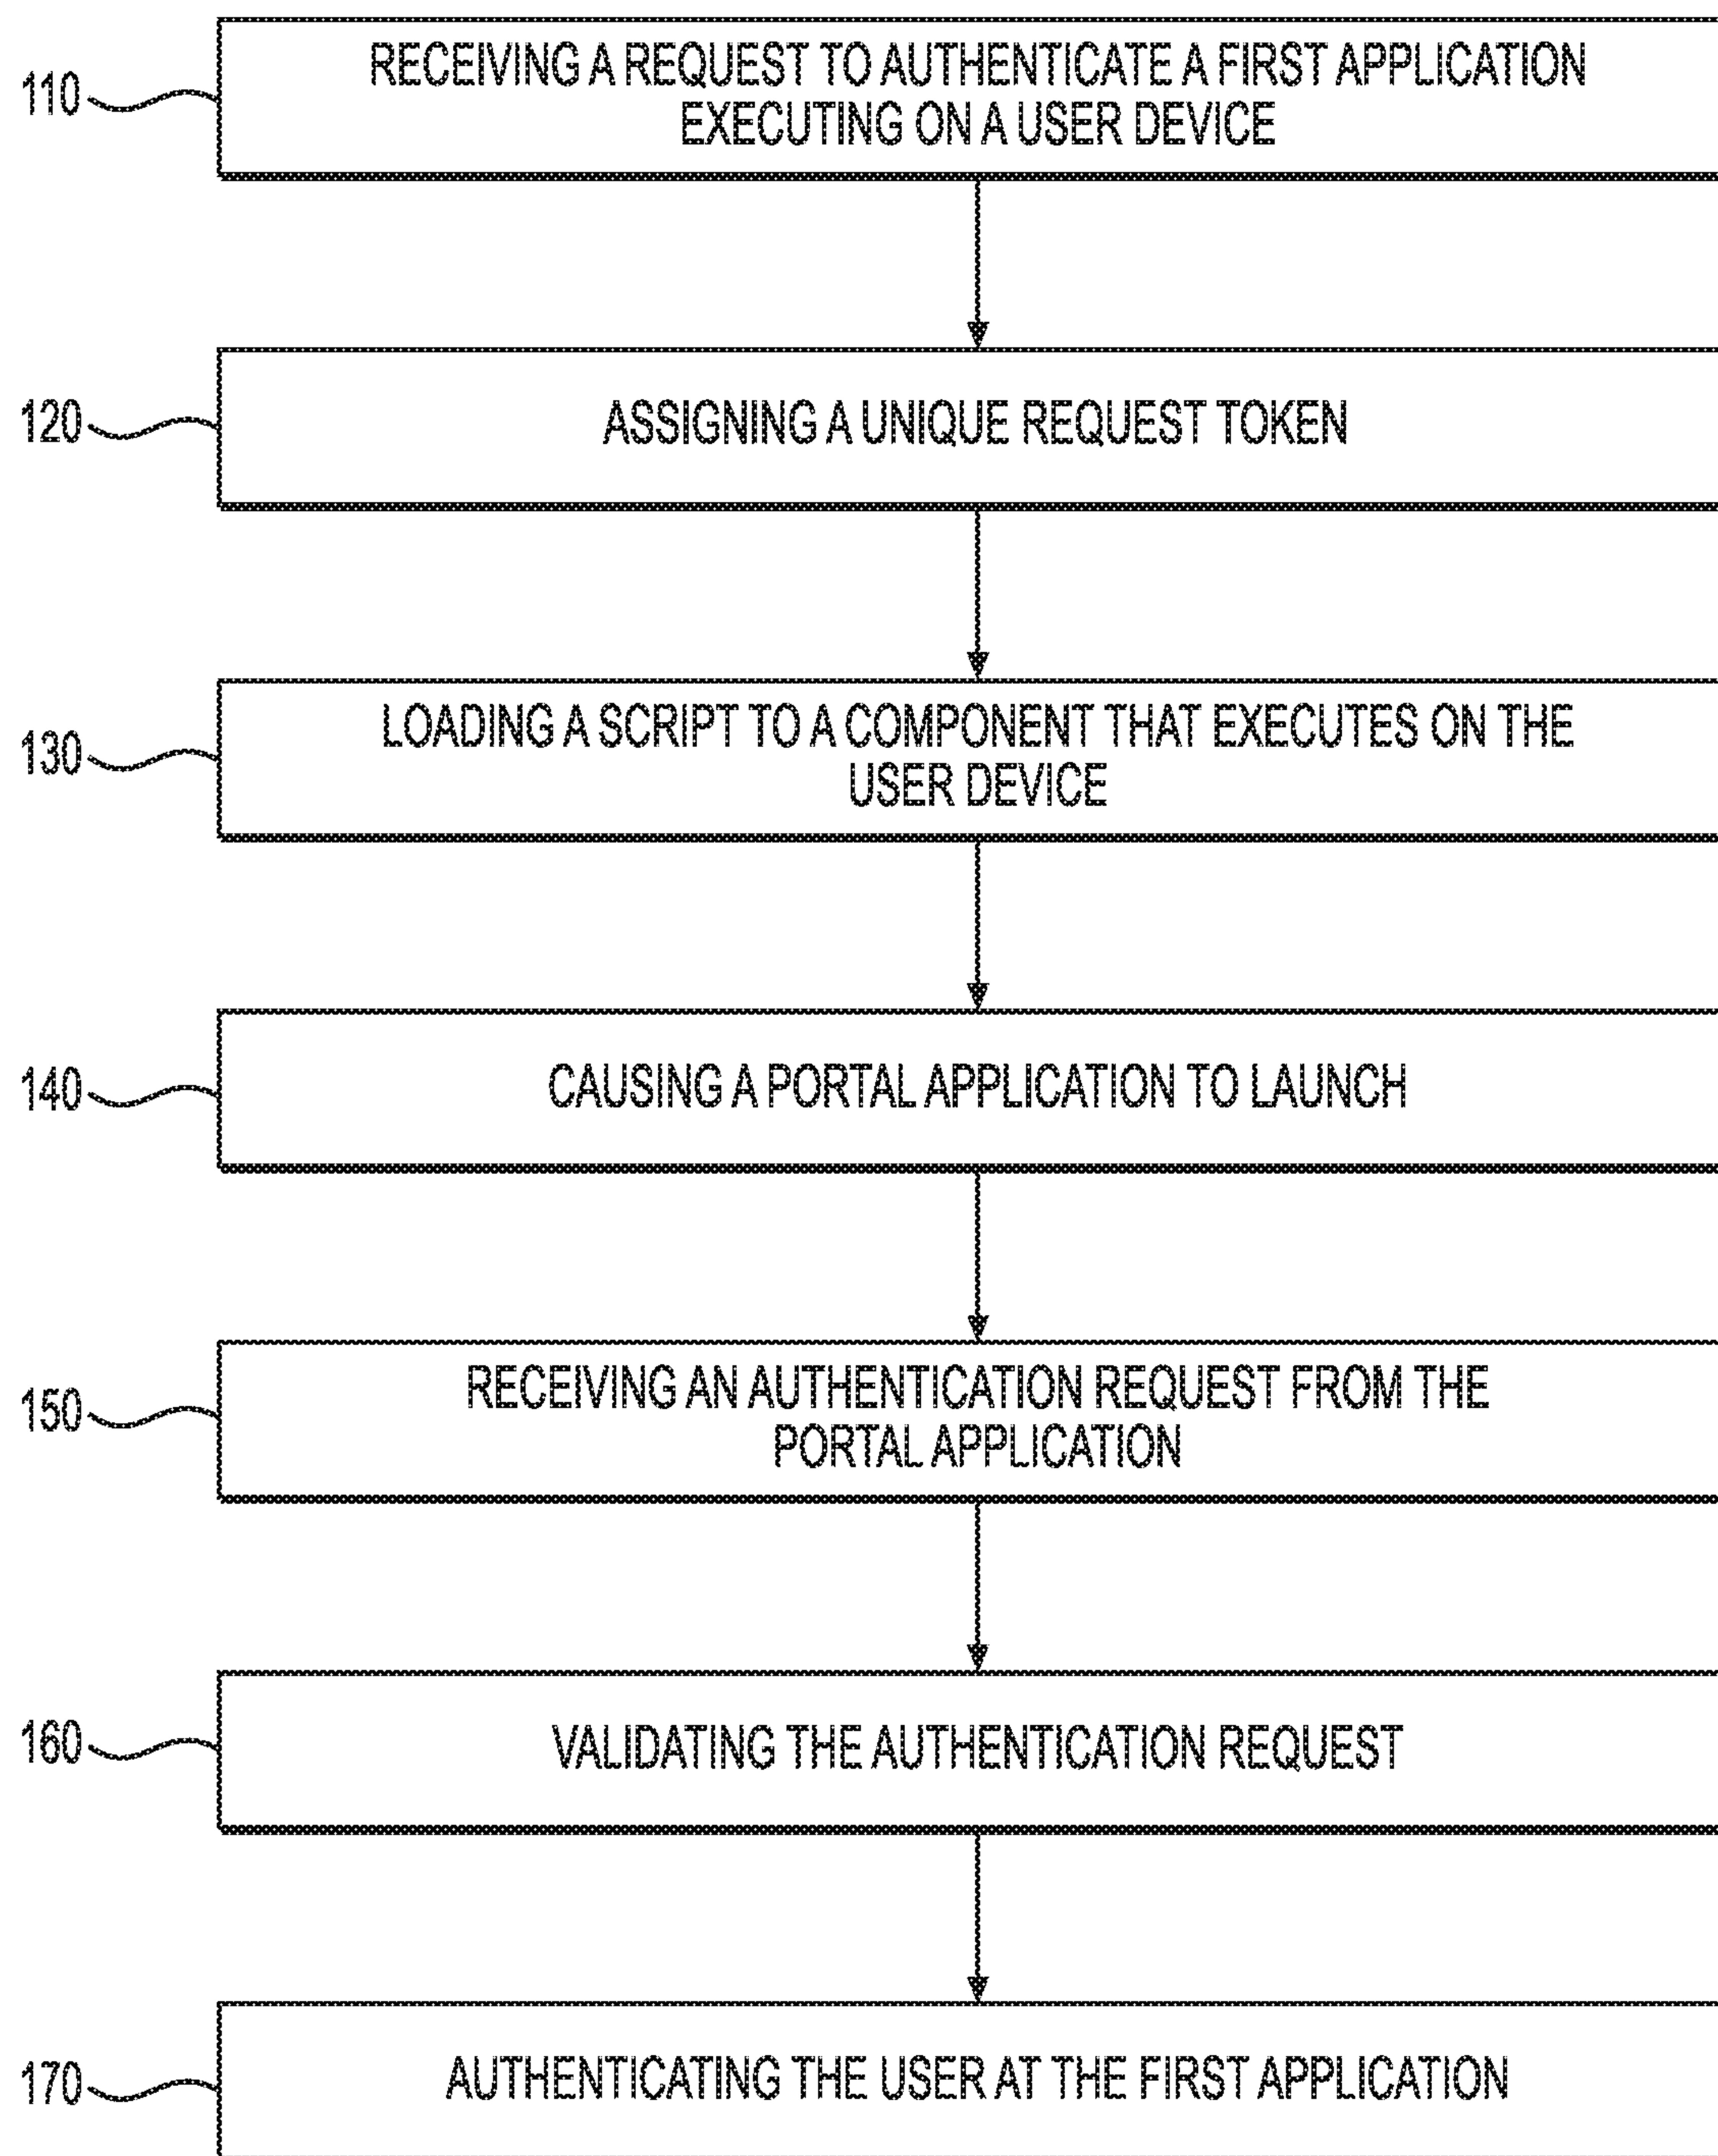 110
RECEIVING A REQUEST TO AUTHENTICATE A FIRST APPLICATION
EXECUTING ON A USER DEVICE
120
ASSIGNING A UNIQUE REQUEST TOKEN
130
LOADING A SCRIPT TO A COMPONENT THAT EXECUTES ON THE
USER DEVICE
140
CAUSING A PORTAL APPLICATION TO LAUNCH
150
RECEIVING AN AUTHENTICATION REQUEST FROM THE
PORTAL APPLICATION
160
VALIDATING THE AUTHENTICATION REQUEST
170
AUTHENTICATING THE USER AT THE FIRST APPLICATION